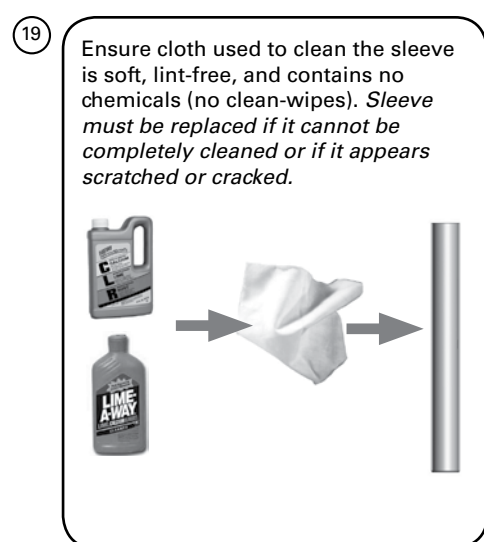 19
Ensure cloth used to clean the sleeve
is soft, lint-free, and contains no
chemicals (no clean-wipes). Sleeve
must be replaced if it cannot be
completely cleaned or if it appears
scratched or cracked.
C
L
R
LIME-
A-WAY